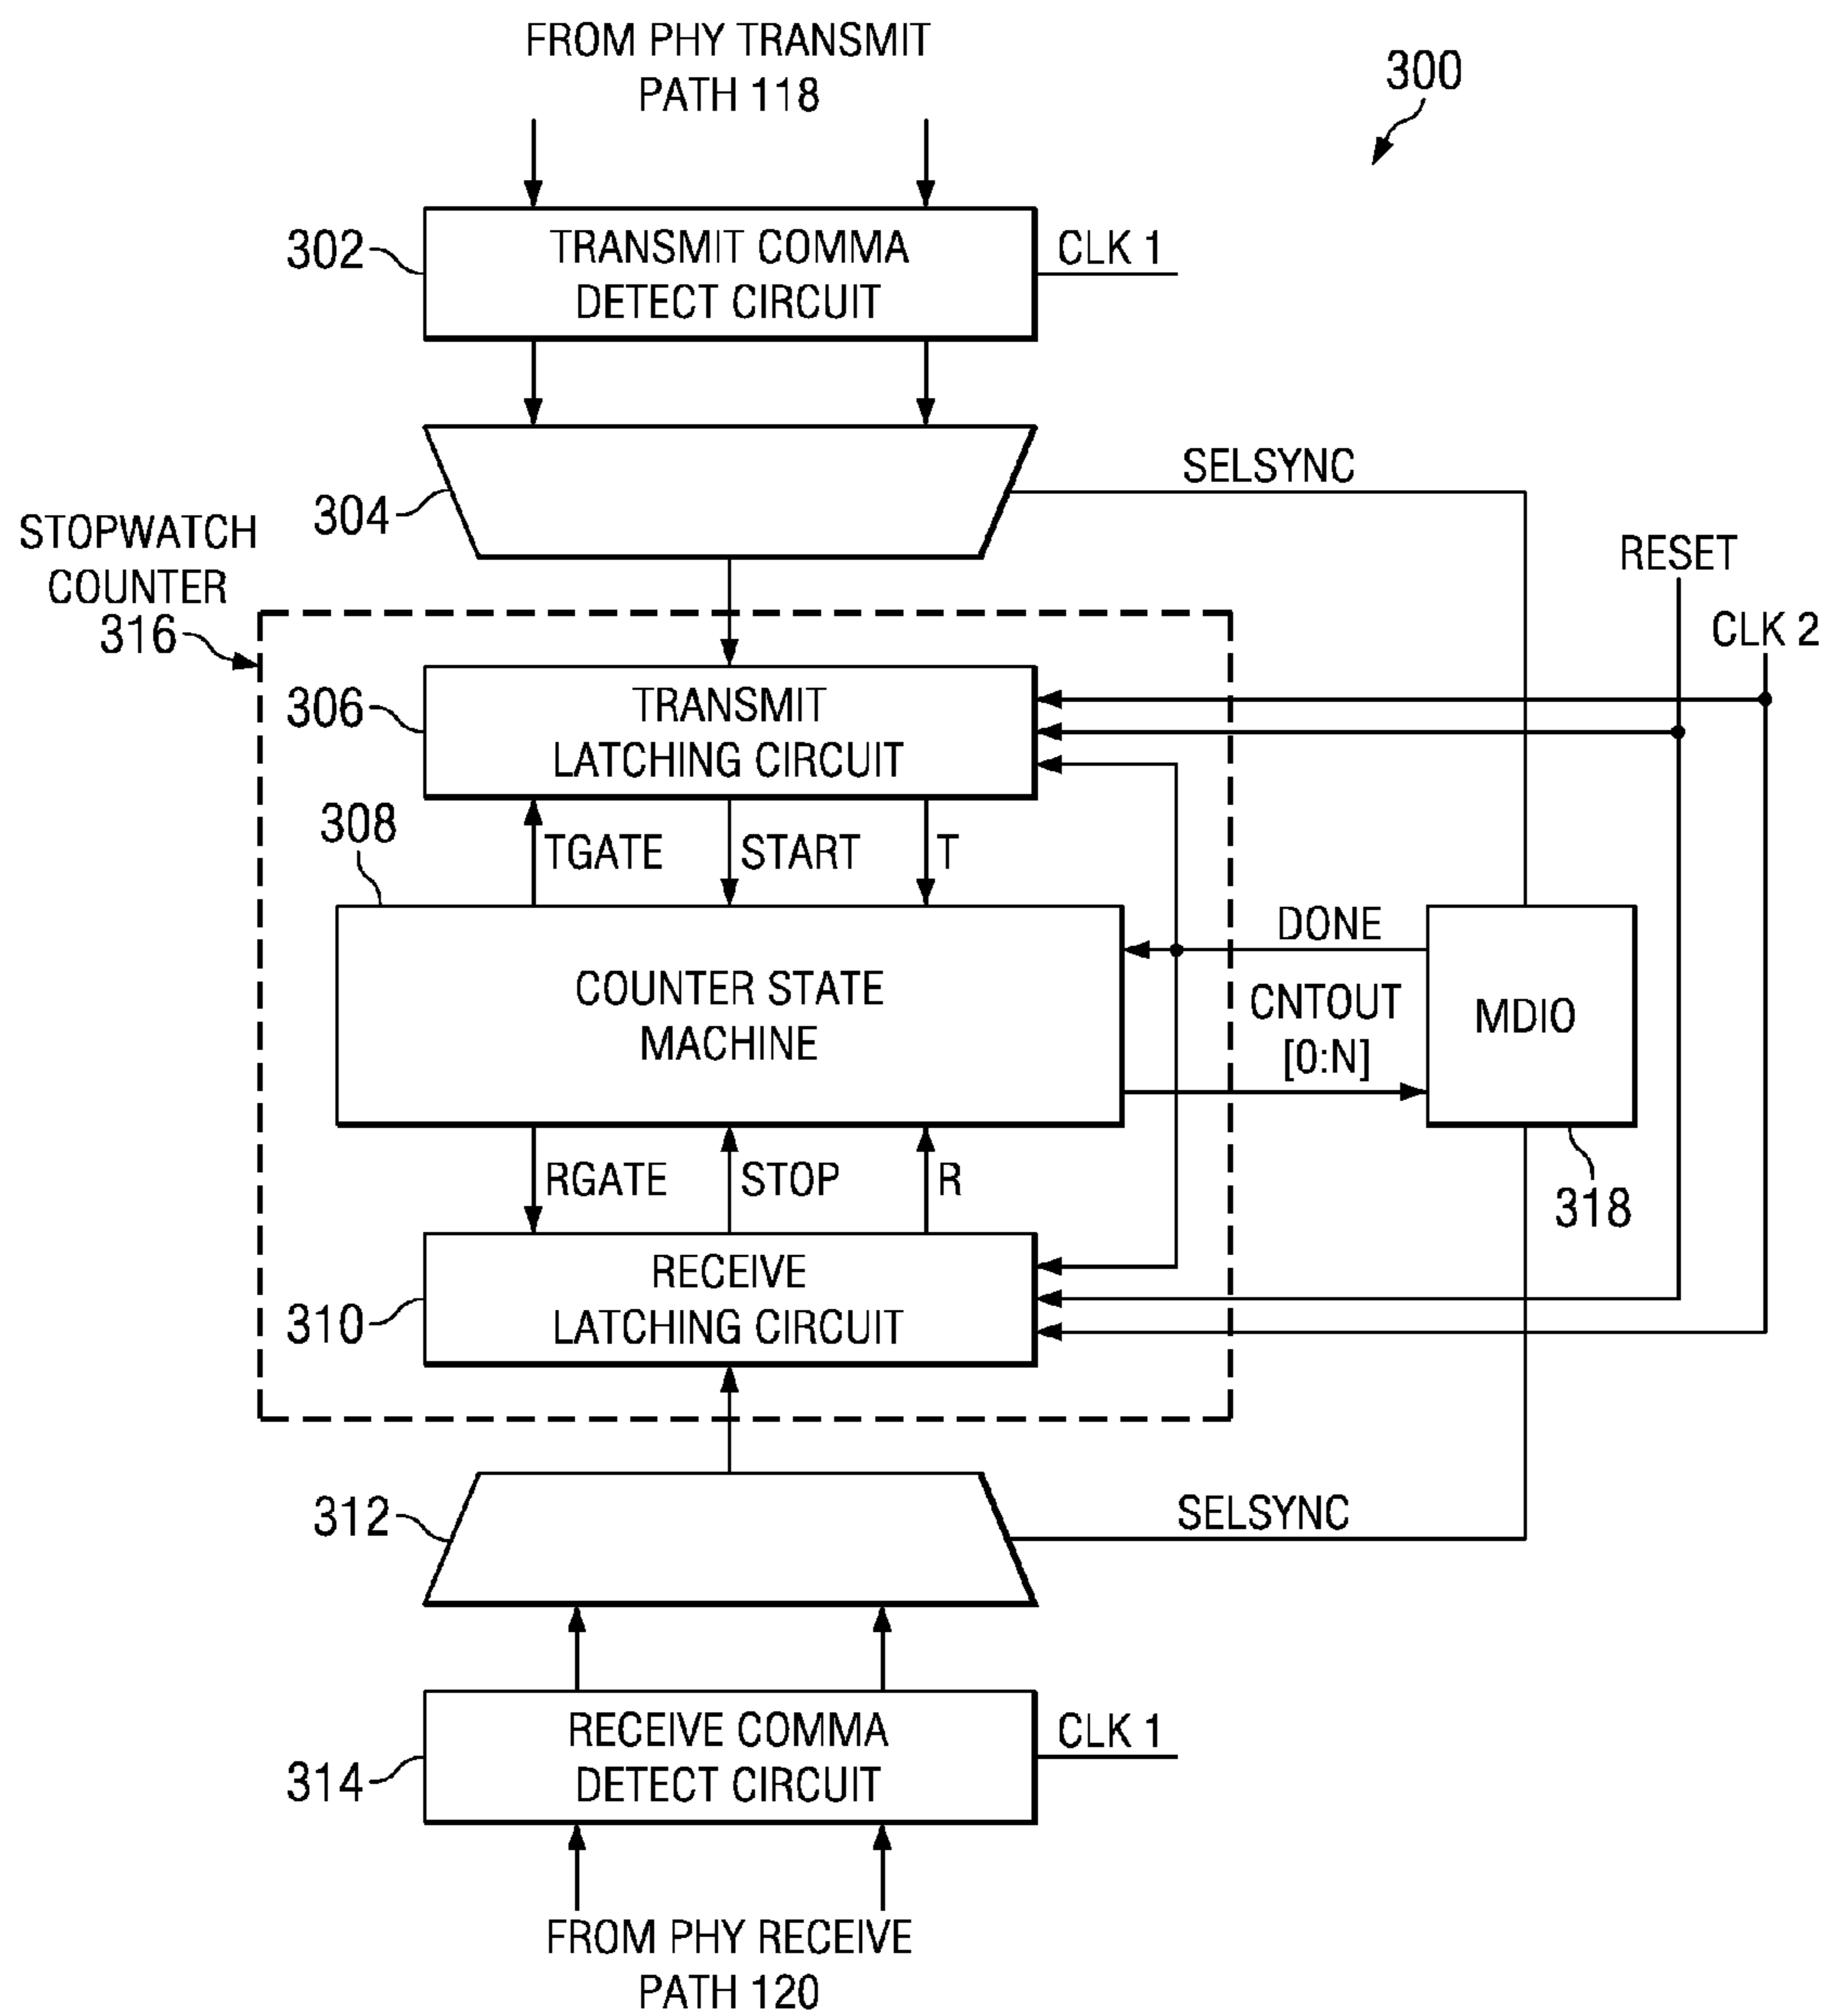 FROM PHY TRANSMIT
PATH 118
300
302
TRANSMIT COMMA
DETECT CIRCUIT
CLK 1
304
SELSYNC
STOPWATCH
COUNTER
316
RESET
CLK 2
306
TRANSMIT
LATCHING CIRCUIT
308
TGATE
START
T
COUNTER STATE
MACHINE
DONE
CNTOUT
[0:N]
MDIO
318
RGATE
STOP
R
310
RECEIVE
LATCHING CIRCUIT
312
SELSYNC
314
RECEIVE COMMA
DETECT CIRCUIT
CLK 1
FROM PHY RECEIVE
PATH 120